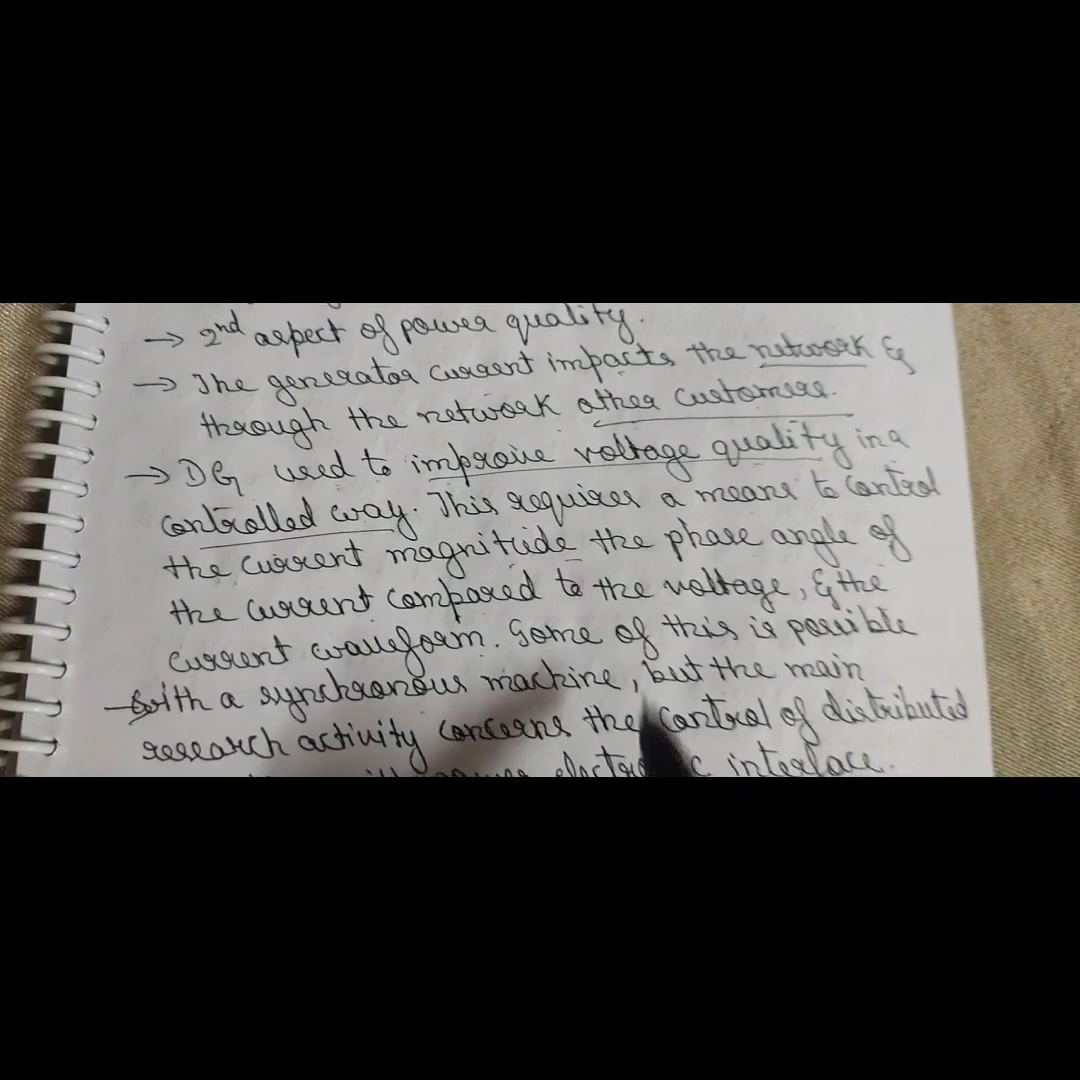 → 2nd aspect of power quality.
→ The generator current impacts the network &
through the network other customers.
→ DG used to improve voltage quality in a
controlled way. This requires a means to control
the current magnitude the phase angle of
the current compared to the voltage, & the
current waveform. Some of this is possible
with a synchronous machine, but the main
research activity concerns the control of distributed
interface.